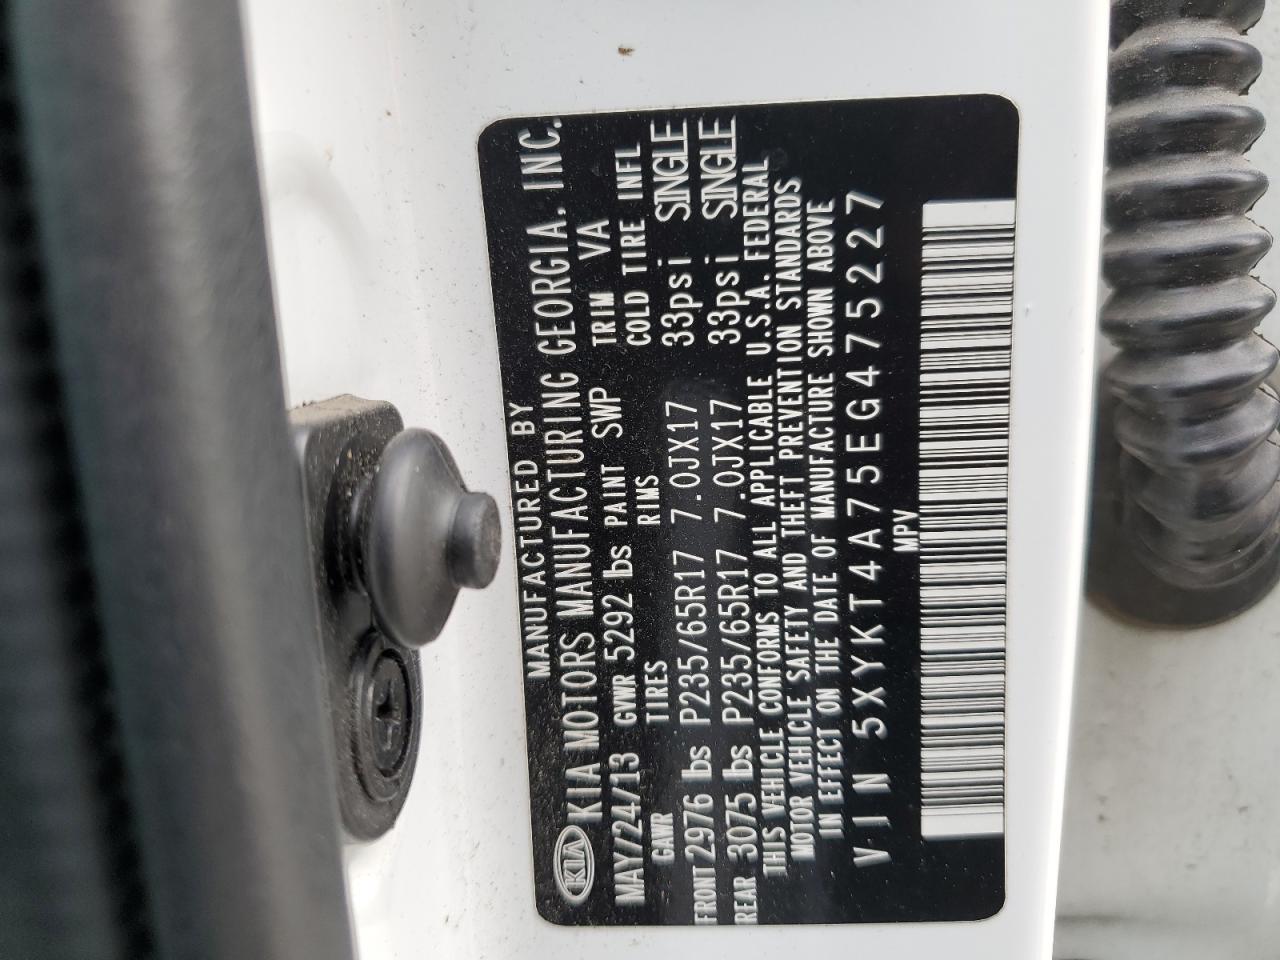 MANUFACTURED BY
KIA KIA MOTORS MANUFACTURING GEORGIA, INC.
MAY/24/13 GVWR 5292 lbs PAINT SWP TRIM VA
GAWR TIRES RIMS COLD TIRE INFL
FRONT 2976 lbs P235/65R17 7.0JX17 33psi SINGLE
REAR 3075 lbs P235/65R17 7.0JX17 33psi SINGLE
THIS VEHICLE CONFORMS TO ALL APPLICABLE U.S.A. FEDERAL
MOTOR VEHICLE SAFETY AND THEFT PREVENTION STANDARDS
IN EFFECT ON THE DATE OF MANUFACTURE SHOWN ABOVE
VIN 5XYKT4A75EG475227
MPV